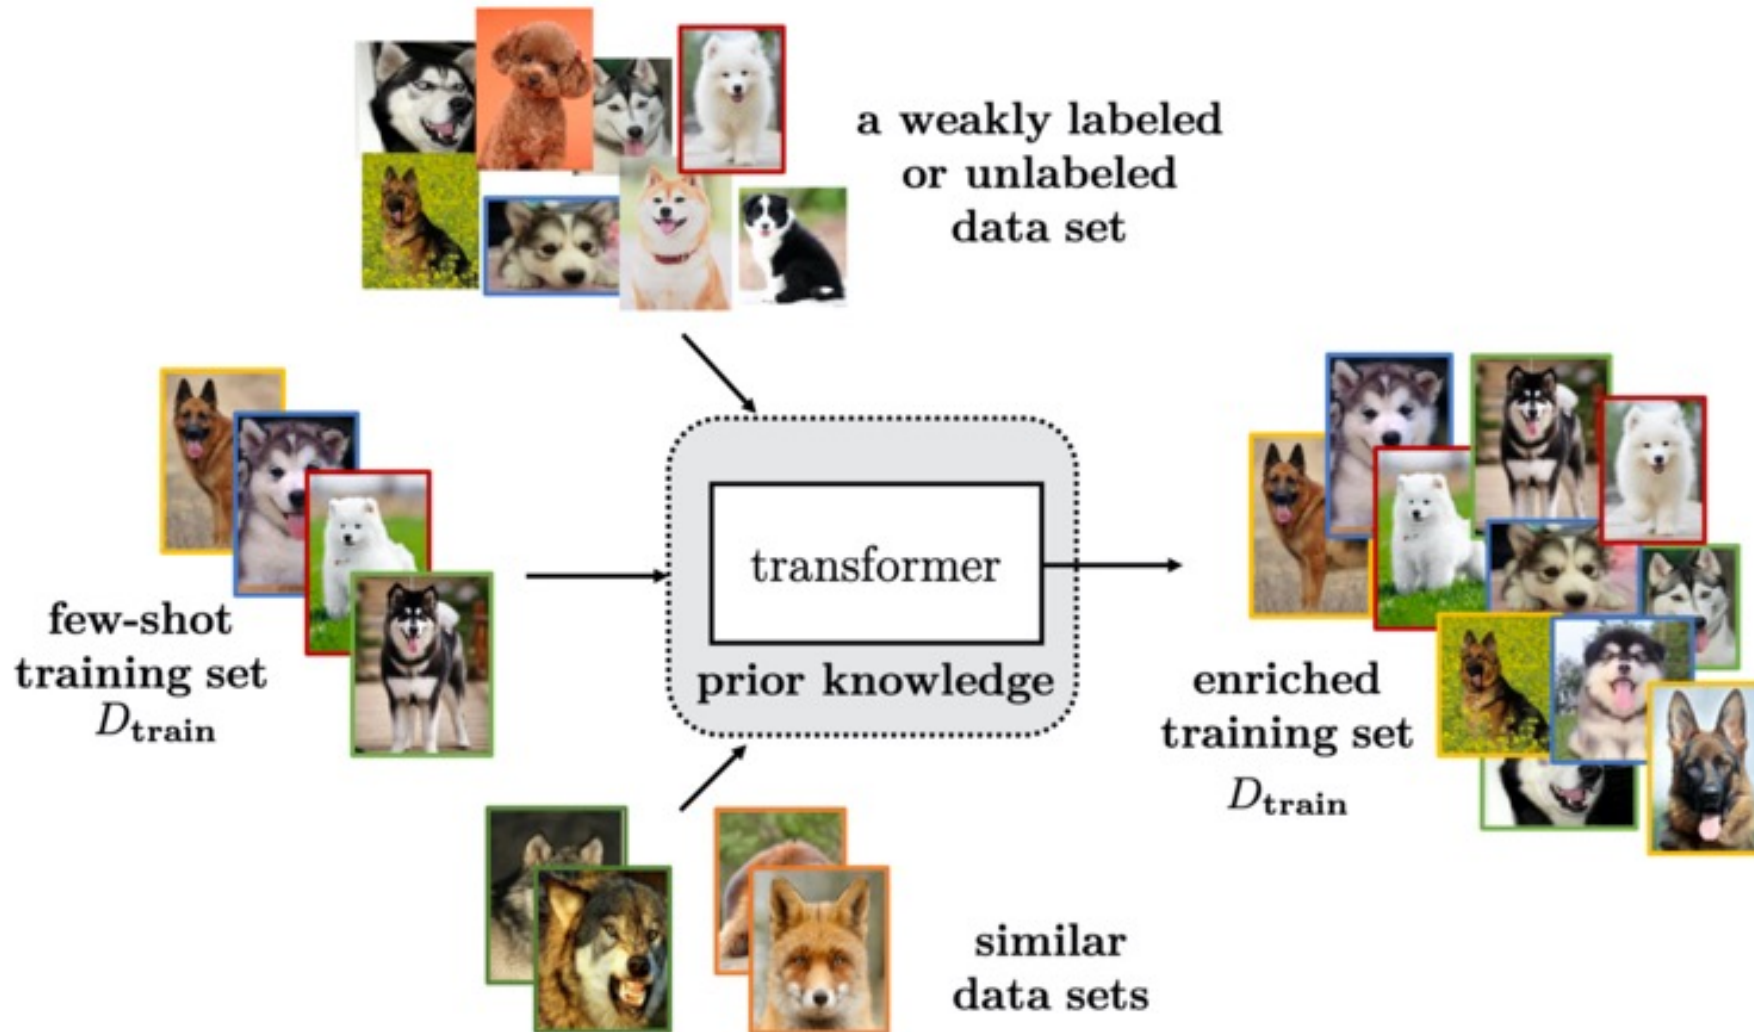 a weakly labeled
or unlabeled
data set
few-shot
training set
D_train
transformer
prior knowledge
enriched
training set
D_train
similar
data sets